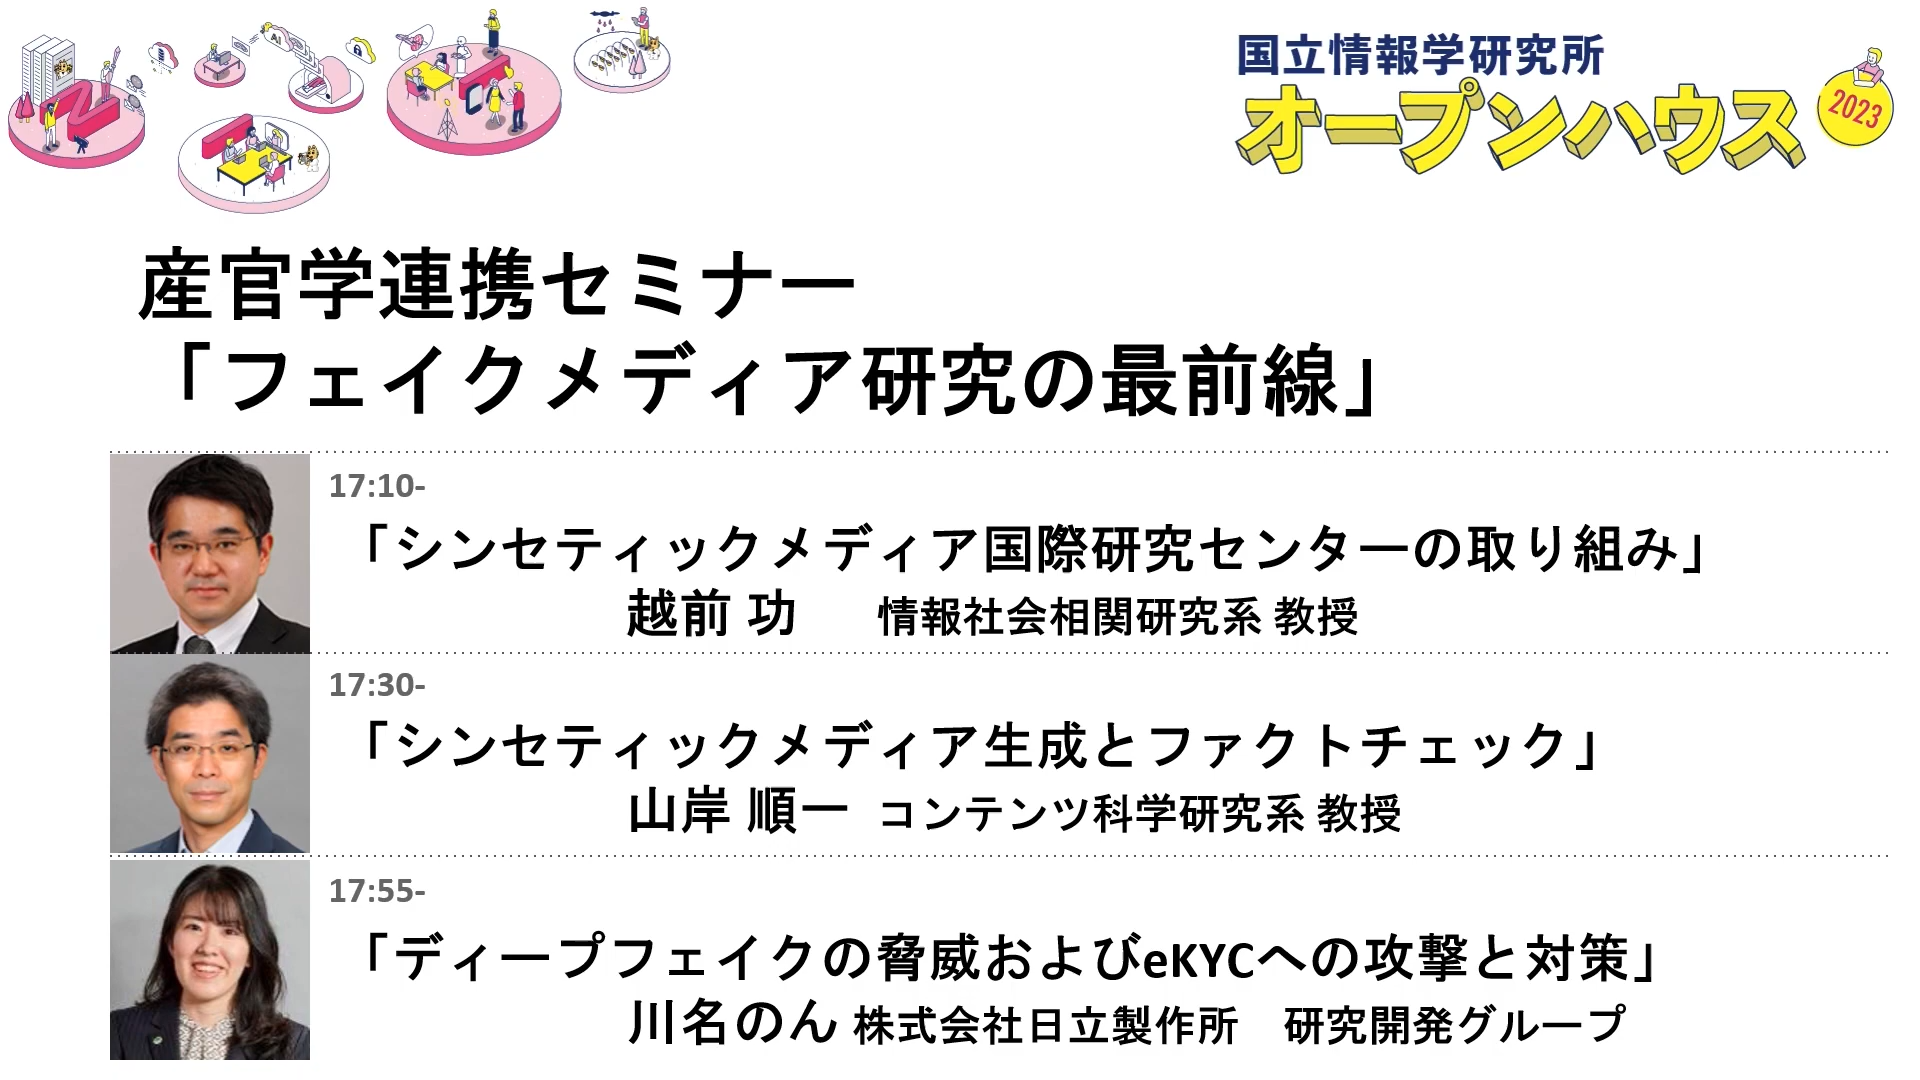 国立情報学研究所
オープンハウス
2023
AI
産官学連携セミナー
「フェイクメディア研究の最前線」
17:10-
「シンセティックメディア国際研究センターの取り組み」
越前 功 情報社会相関研究系 教授
17:30-
「シンセティックメディア生成とファクトチェック」
山岸 順一 コンテンツ科学研究系 教授
17:55-
「ディープフェイクの脅威およびeKYCへの攻撃と対策」
川名のん 株式会社日立製作所　研究開発グループ